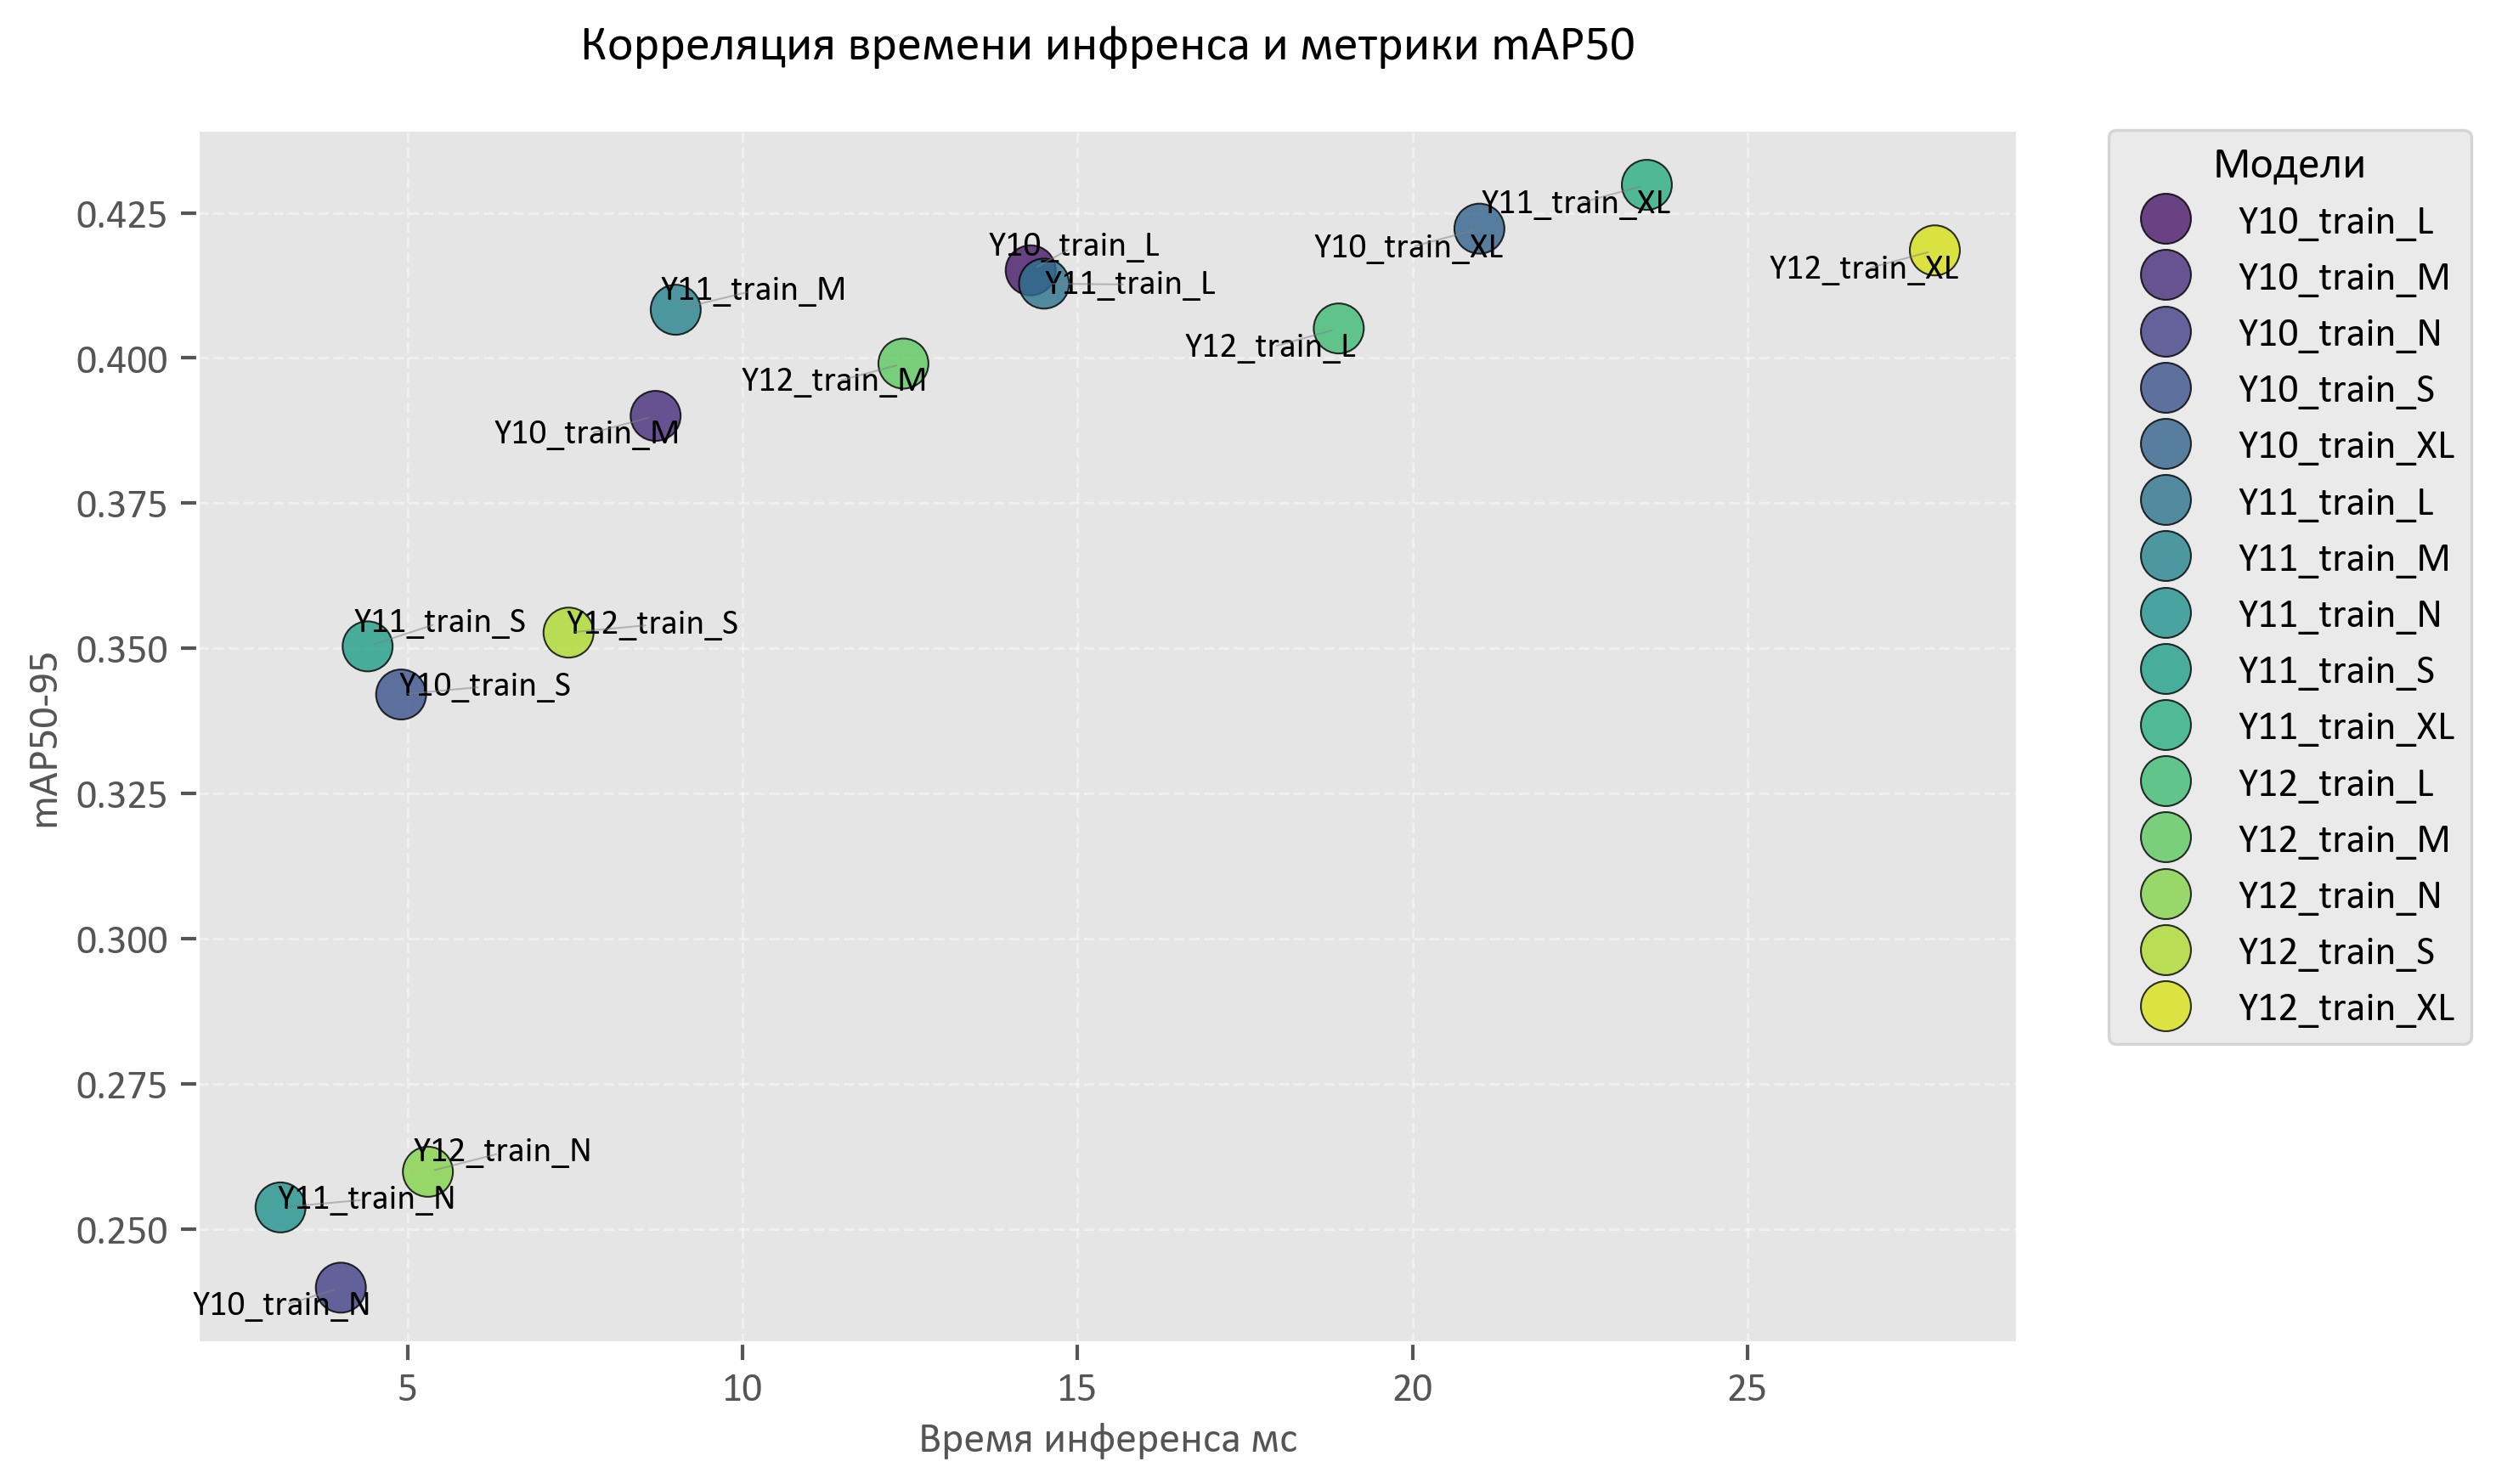 Корреляция времени инфренса и метрики mAP50
mAP50-95
0.425
0.400
0.375
0.350
0.325
0.300
0.275
0.250
Y11_train_XL
Y10_train_XL
Y12_train_XL
Y10_train_L
Y11_train_L
Y11_train_M
Y12_train_L
Y12_train_M
Y10_train_M
Y11_train_S
Y12_train_S
Y10_train_S
Y12_train_N
Y11_train_N
Y10_train_N
5
10
15
20
25
Время инференса мс
Модели
Y10_train_L
Y10_train_M
Y10_train_N
Y10_train_S
Y10_train_XL
Y11_train_L
Y11_train_M
Y11_train_N
Y11_train_S
Y11_train_XL
Y12_train_L
Y12_train_M
Y12_train_N
Y12_train_S
Y12_train_XL